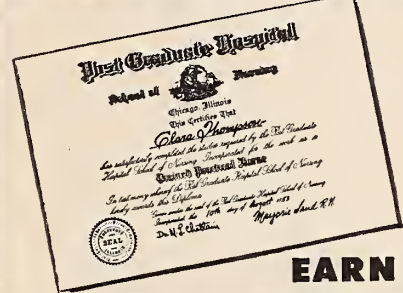 Post Graduate Hospital
School of Nursing
Chicago, Illinois
This Certifies That
Clara Thompson
has satisfactorily completed the studies required by the Post Graduate
Hospital School of Nursing Incorporated for the work as a
Trained Practical Nurse
In testimony whereof the Post Graduate Hospital School of Nursing
hereby awards this Diploma
Given under the seal of the Post Graduate Hospital School of Nursing
Incorporated the 10th day of August 1953
Marjorie Sand R.N.
SEAL
EARN